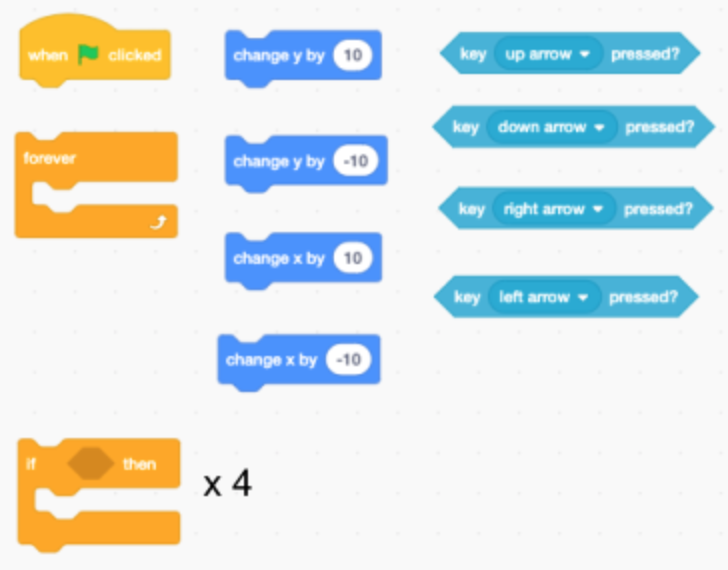 when clicked
change y by 10
key up arrow pressed?
forever
change y by -10
key down arrow pressed?
change x by 10
key right arrow pressed?
change x by -10
key left arrow pressed?
if then
x 4